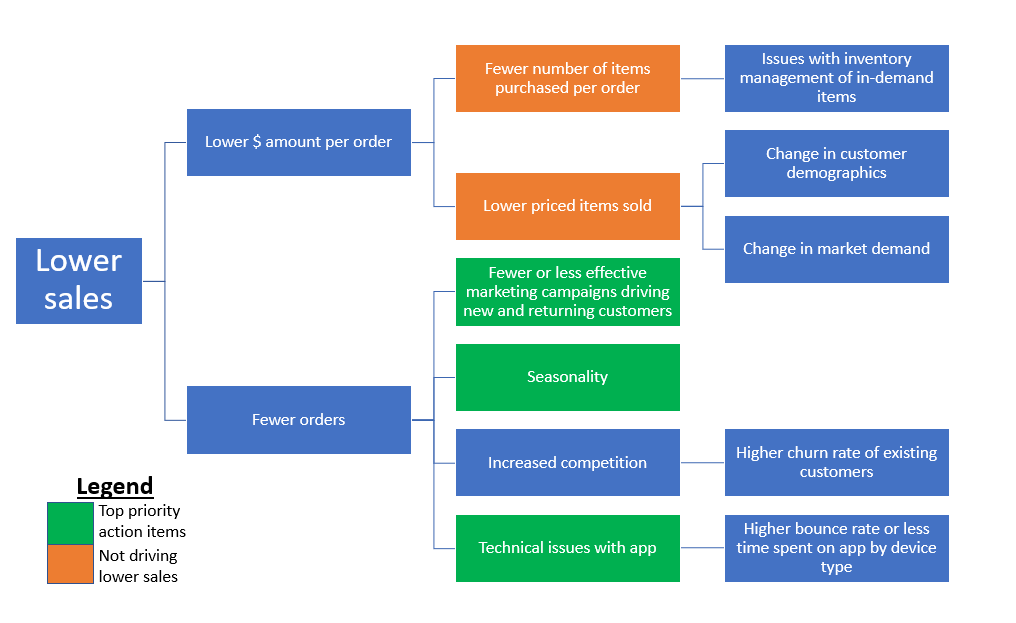 Lower
sales
Lower $ amount per order
Fewer number of items
purchased per order
Issues with inventory
management of in-demand
items
Lower priced items sold
Change in customer
demographics
Change in market demand
Fewer orders
Fewer or less effective
marketing campaigns driving
new and returning customers
Seasonality
Increased competition
Higher churn rate of existing
customers
Technical issues with app
Higher bounce rate or less
time spent on app by device
type
Legend
Top priority
action items
Not driving
lower sales